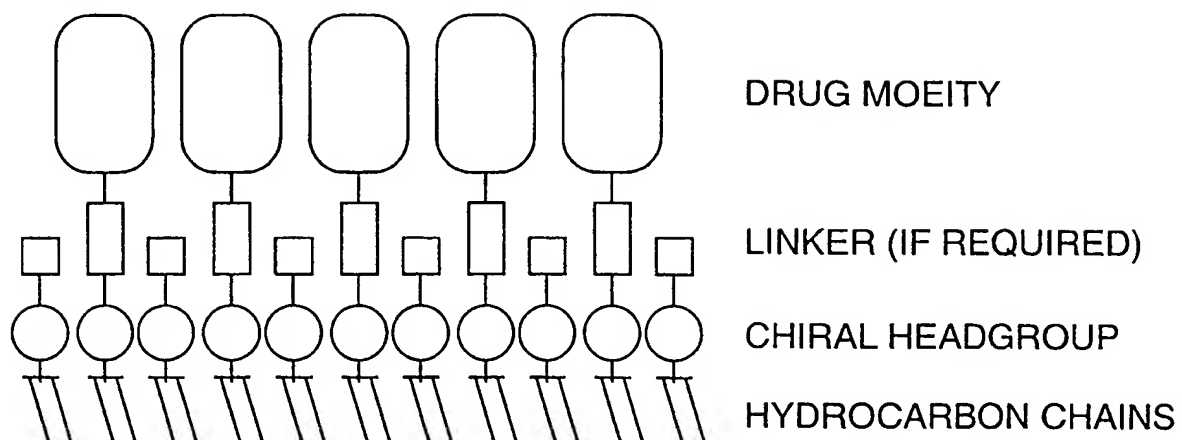 DRUG MOEITY
LINKER (IF REQUIRED)
CHIRAL HEADGROUP
HYDROCARBON CHAINS